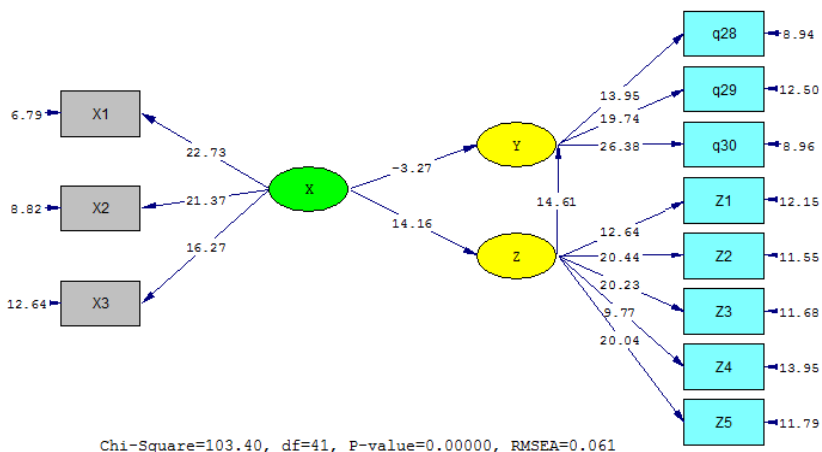 q28
8.94
q29
12.50
13.95
19.74
6.79
X1
Y
26.38
q30
8.96
22.73
-3.27
X
14.61
Z1
12.15
8.82
X2
21.37
14.16
12.64
20.44
Z2
11.55
16.27
Z
20.23
12.64
X3
9.77
Z3
11.68
20.04
Z4
13.95
Z5
11.79
Chi-Square=103.40, df=41, P-value=0.00000, RMSEA=0.061